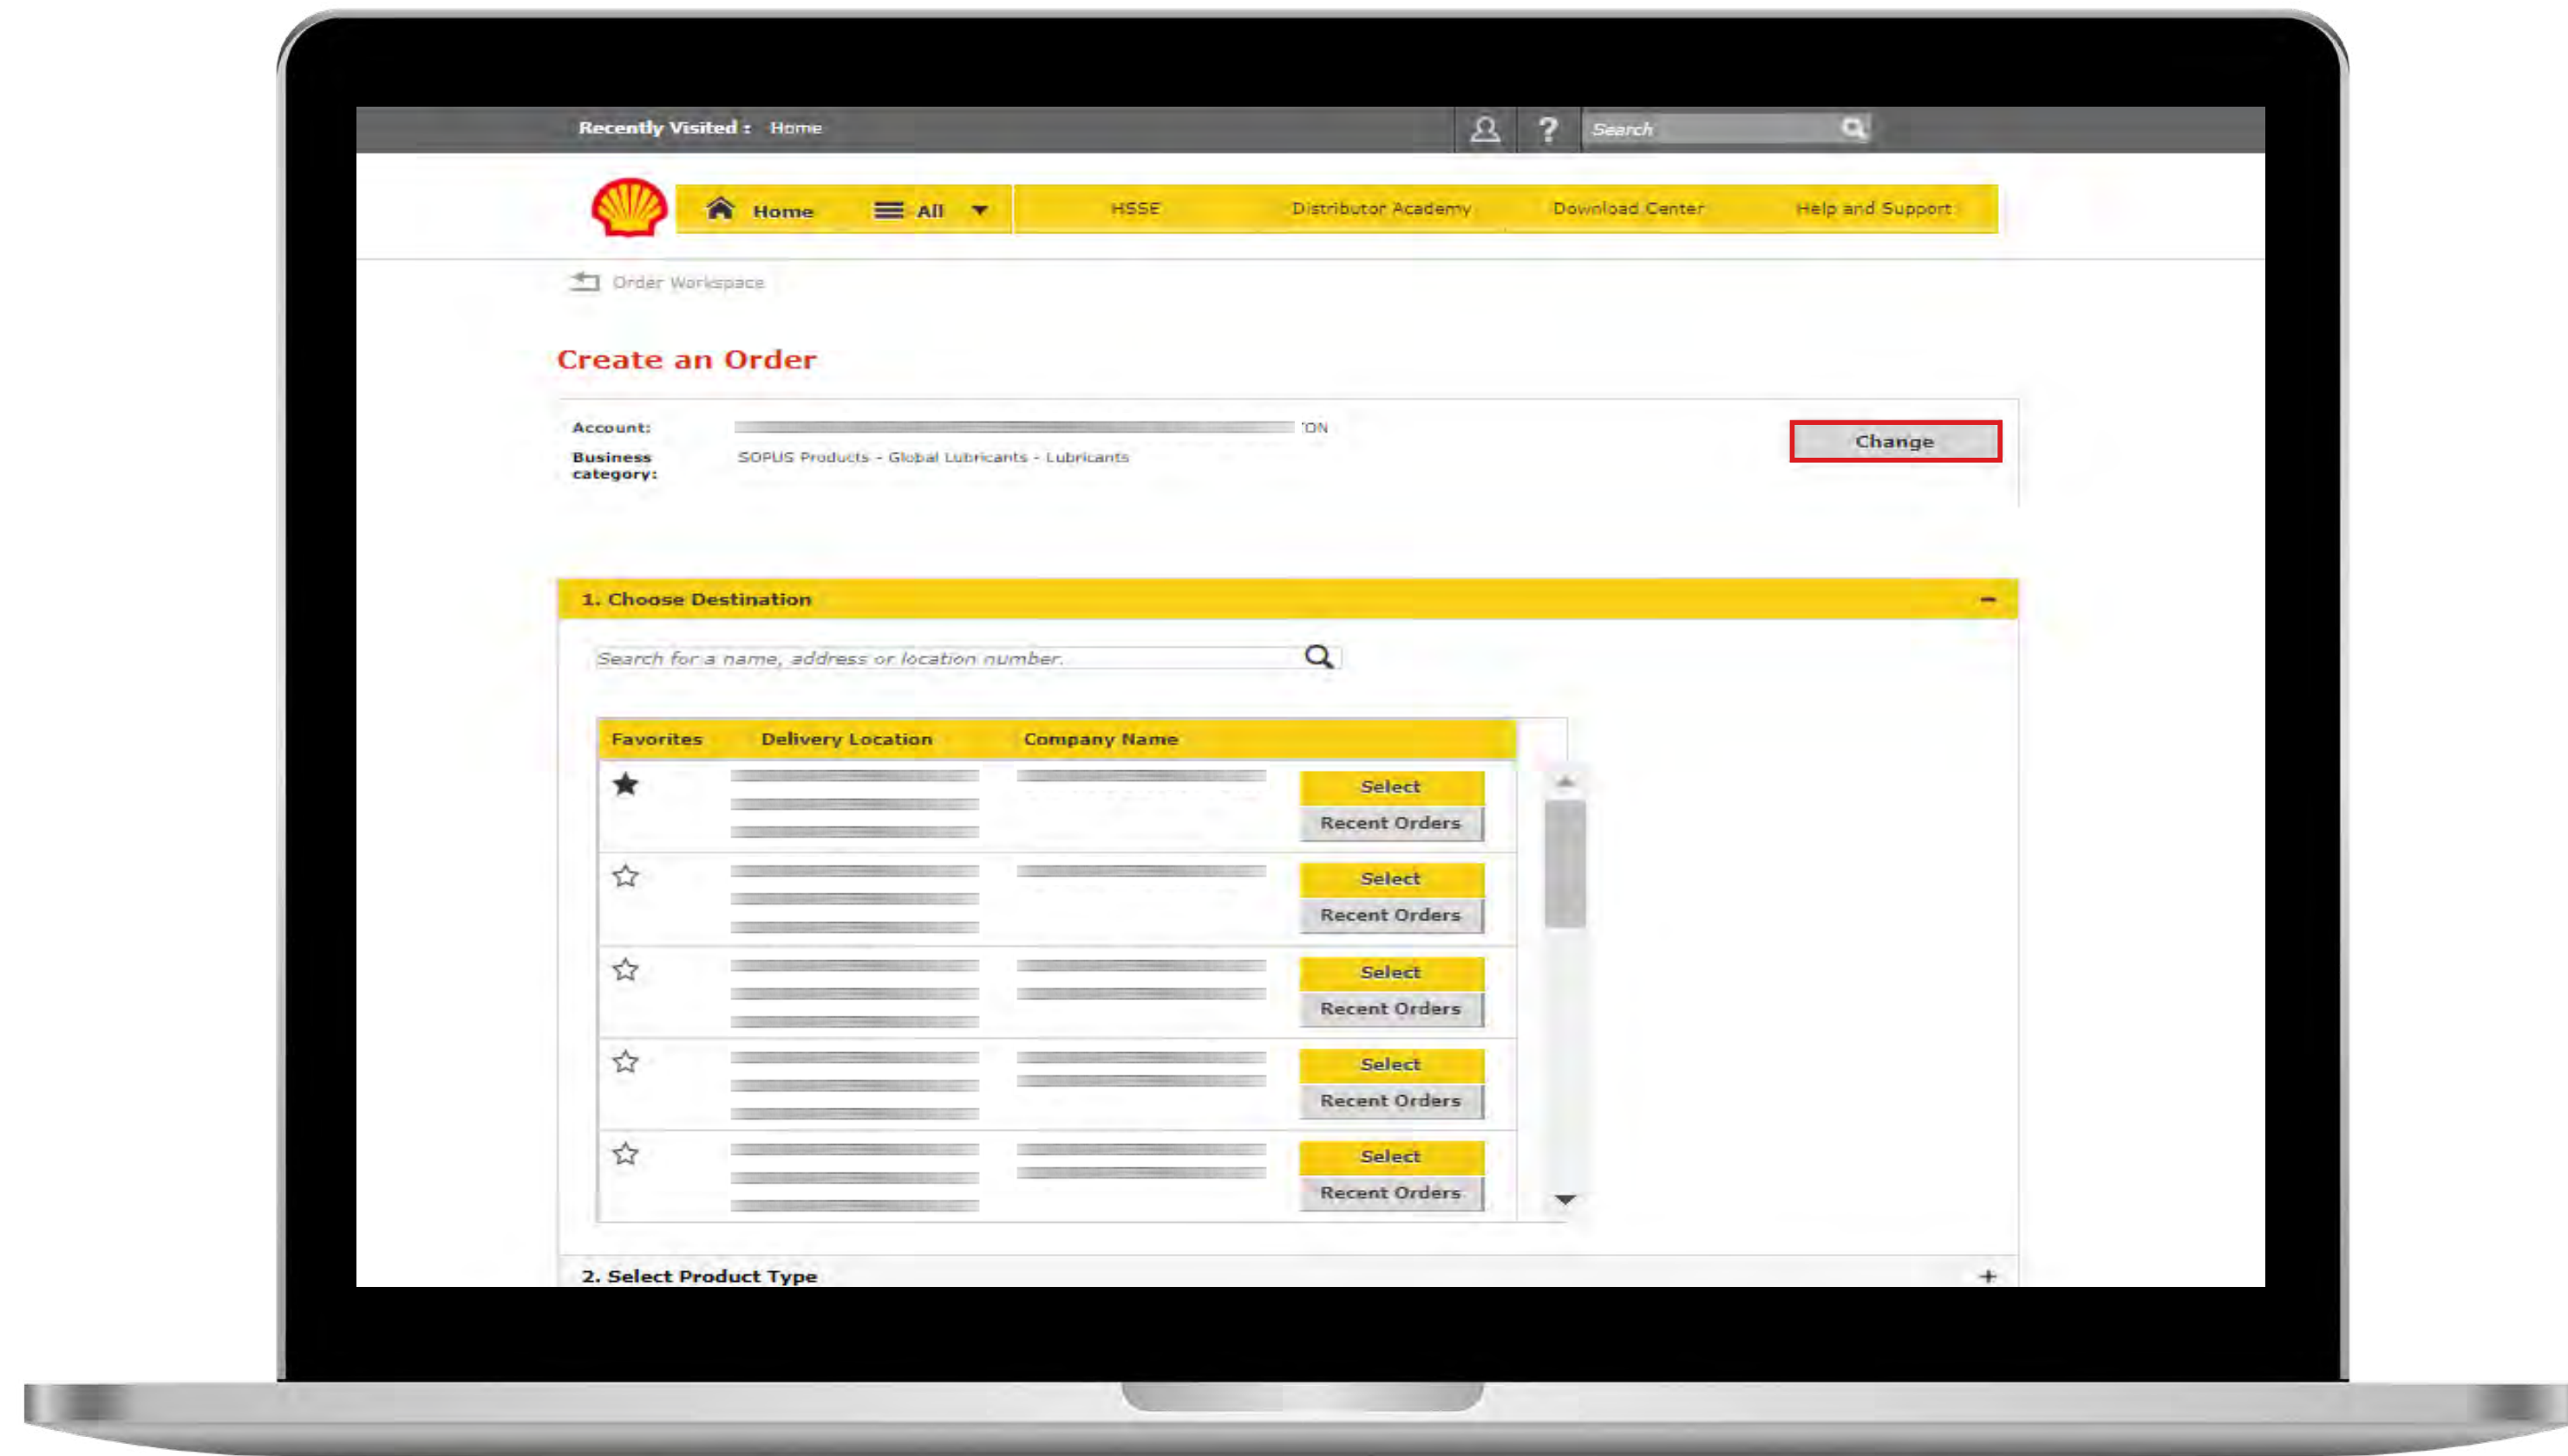 Recently Visited : Home ? Search
Home All HSSE Distributor Academy Download Center Help and Support
Order Workspace
Create an Order
Account: ON
Change
Business category: SOPUS Products - Global Lubricants - Lubricants
1. Choose Destination −
Search for a name, address or location number.
Favorites Delivery Location Company Name
Select
Recent Orders
Select
Recent Orders
Select
Recent Orders
Select
Recent Orders
Select
Recent Orders
2. Select Product Type +